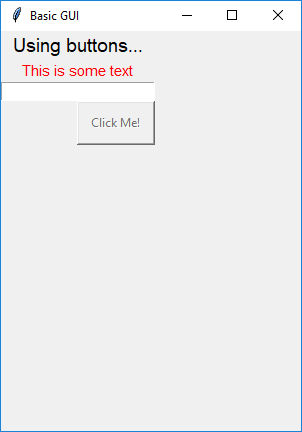 Basic GUI
Using buttons...
This is some text
Click Me!